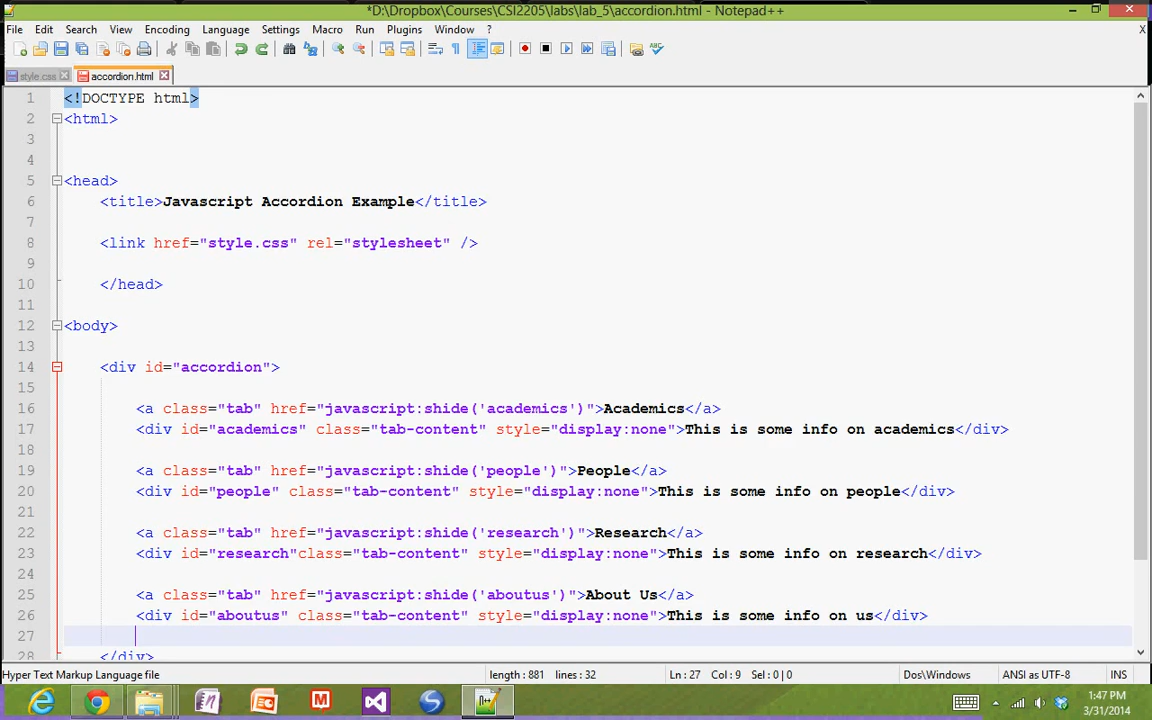 *D:\Dropbox\Courses\CSI2205\labs\lab_5\accordion.html - Notepad++
File Edit Search View Encoding Language Settings Macro Run Plugins Window ? X
style.css accordion.html
1 <!DOCTYPE html>
2 <html>
3
4
5 <head>
6 <title>Javascript Accordion Example</title>
7
8 <link href="style.css" rel="stylesheet" />
9
10 </head>
11
12 <body>
13
14 <div id="accordion">
15
16 <a class="tab" href="javascript:shide('academics')">Academics</a>
17 <div id="academics" class="tab-content" style="display:none">This is some info on academics</div>
18
19 <a class="tab" href="javascript:shide('people')">People</a>
20 <div id="people" class="tab-content" style="display:none">This is some info on people</div>
21
22 <a class="tab" href="javascript:shide('research')">Research</a>
23 <div id="research"class="tab-content" style="display:none">This is some info on research</div>
24
25 <a class="tab" href="javascript:shide('aboutus')">About Us</a>
26 <div id="aboutus" class="tab-content" style="display:none">This is some info on us</div>
27
28 </div>
Hyper Text Markup Language file length : 881 lines : 32 Ln : 27 Col : 9 Sel : 0 | 0 Dos\Windows ANSI as UTF-8 INS
1:47 PM
3/31/2014